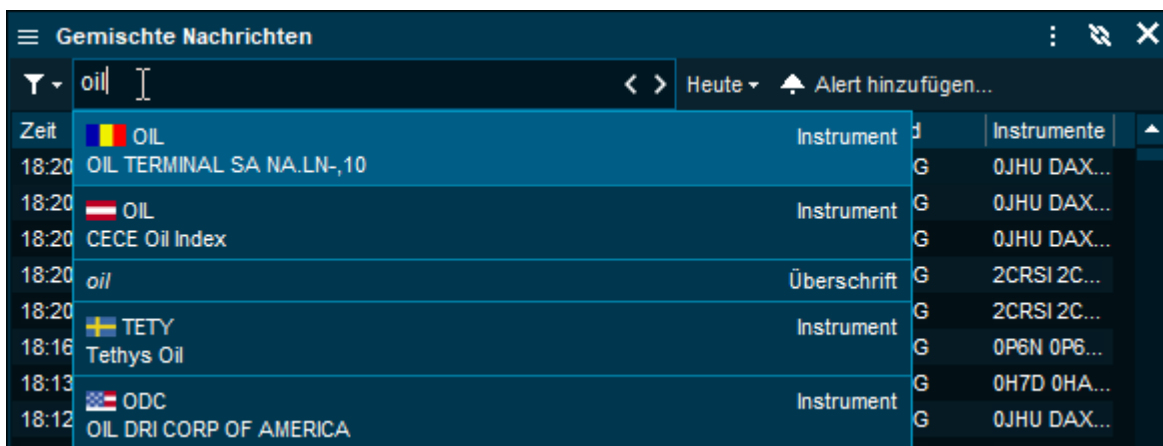 Gemischte Nachrichten
oil Heute Alert hinzufügen...
Zeit d Instrumente
OIL Instrument
OIL TERMINAL SA NA.LN-,10
18:20 G 0JHU DAX...
18:20 G 0JHU DAX...
OIL Instrument
CECE Oil Index
18:20 G 0JHU DAX...
18:20 oil Überschrift G 2CRSI 2C...
18:20 G 2CRSI 2C...
TETY Instrument
Tethys Oil
18:16 G 0P6N 0P6...
18:13 G 0H7D 0HA...
ODC Instrument
OIL DRI CORP OF AMERICA
18:12 G 0JHU DAX...